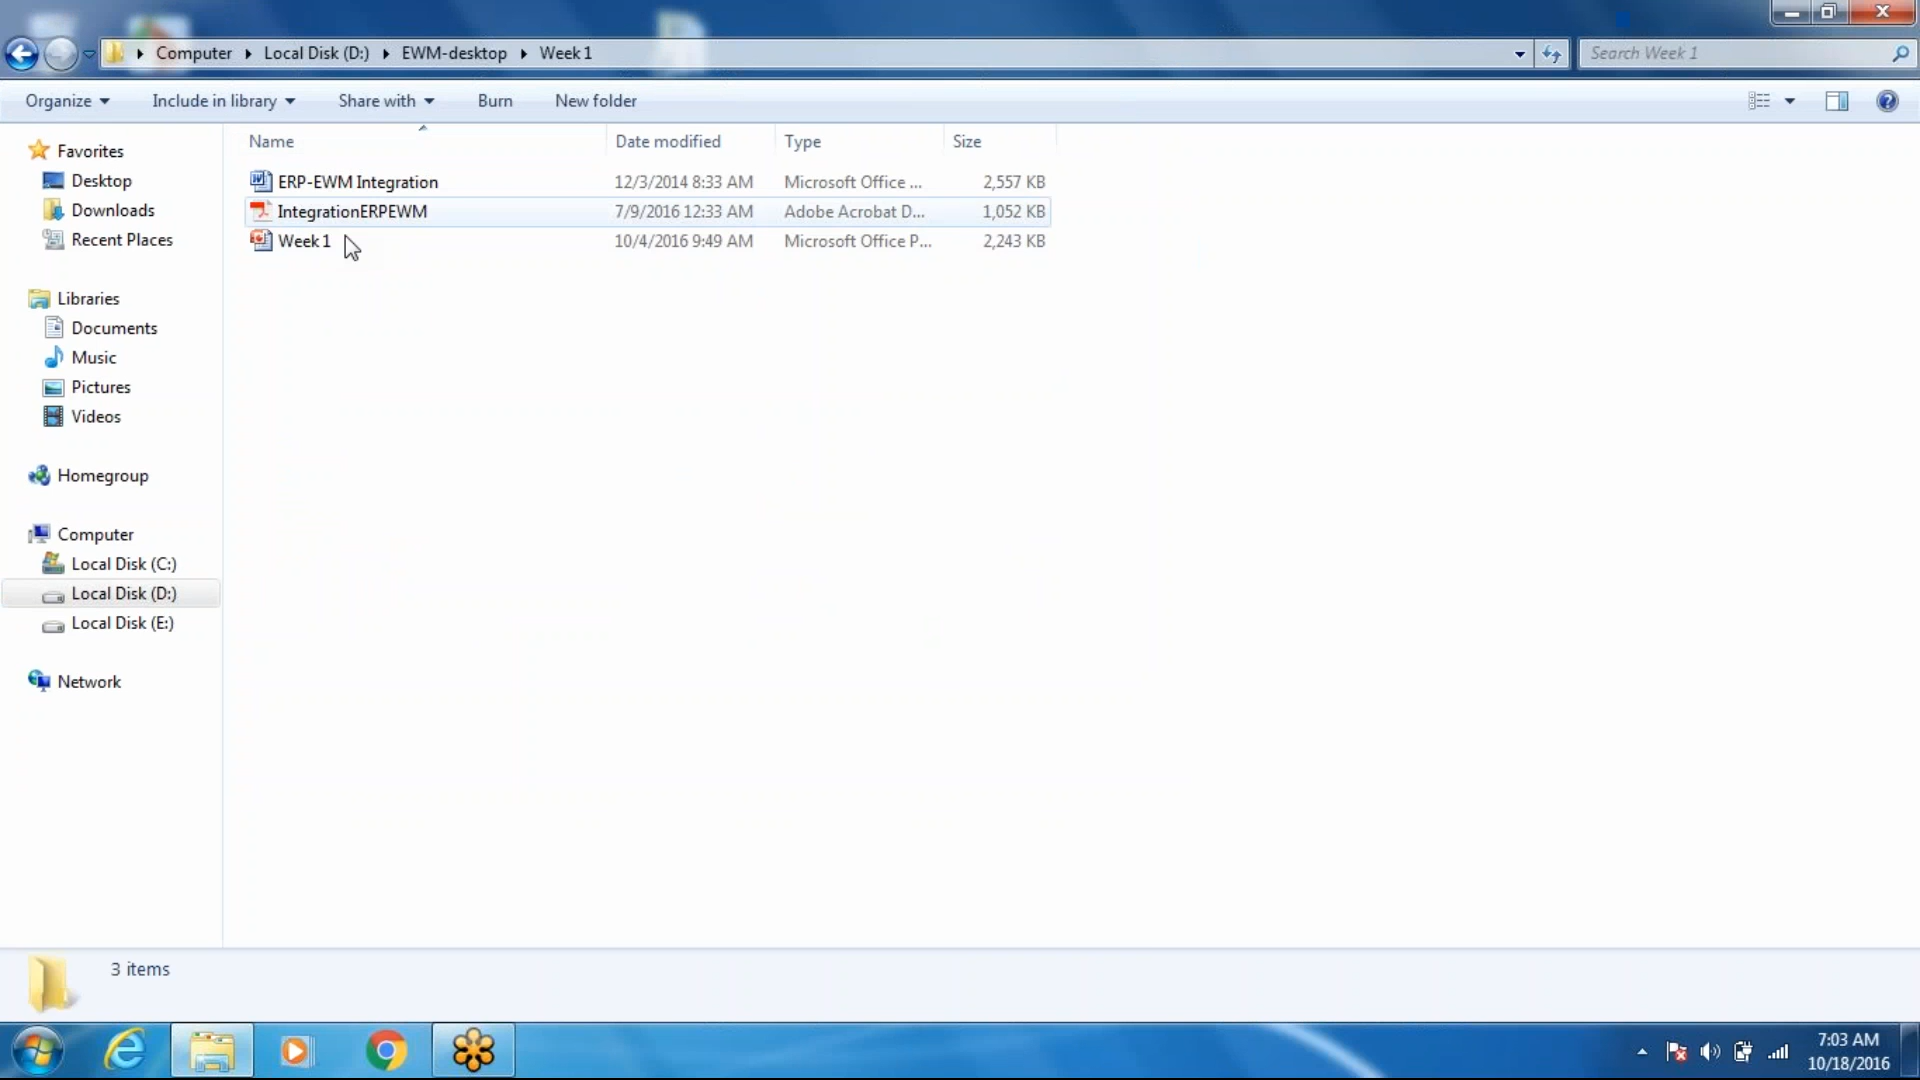 Computer Local Disk (D:) EWM-desktop Week 1
Search Week 1
Organize Include in library Share with Burn New folder
Name Date modified Type Size
ERP-EWM Integration 12/3/2014 8:33 AM Microsoft Office ... 2,557 KB
IntegrationERPEWM 7/9/2016 12:33 AM Adobe Acrobat D... 1,052 KB
Week 1 10/4/2016 9:49 AM Microsoft Office P... 2,243 KB
Favorites
Desktop
Downloads
Recent Places
Libraries
Documents
Music
Pictures
Videos
Homegroup
Computer
Local Disk (C:)
Local Disk (D:)
Local Disk (E:)
Network
3 items
7:03 AM
10/18/2016